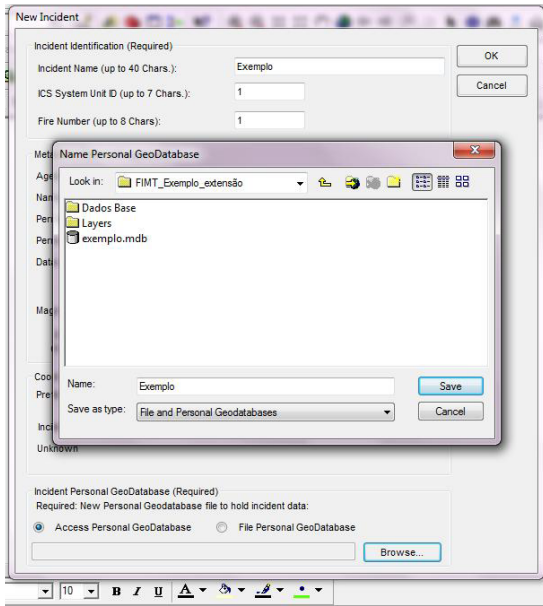 New Incident
Incident Identification (Required)
Incident Name (up to 40 Chars.):
Exemplo
OK
ICS System Unit ID (up to 7 Chars.):
1
Cancel
Fire Number (up to 8 Chars):
1
Name Personal GeoDatabase
Look in:
FIMT_Exemplo_extensão
Dados Base
Layers
exemplo.mdb
Name:
Exemplo
Save
Save as type:
File and Personal Geodatabases
Cancel
Unknown
Incident Personal GeoDatabase (Required)
Required: New Personal Geodatabase file to hold incident data:
Access Personal GeoDatabase
File Personal GeoDatabase
Browse...
10
B I U A